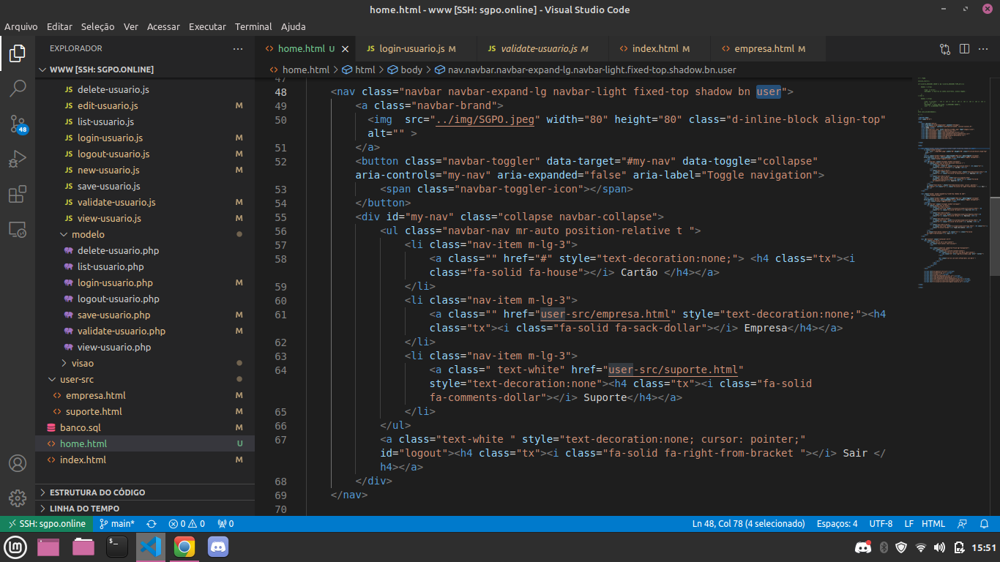 home.html - www [SSH: sgpo.online] - Visual Studio Code
Arquivo Editar Seleção Ver Acessar Executar Terminal Ajuda
EXPLORADOR ···
home.html U
login-usuario.js M
validate-usuario.js M
index.html M
empresa.html M
WWW [SSH: SGPO.ONLINE]
home.html > html > body > nav.navbar.navbar-expand-lg.navbar-light.fixed-top.shadow.bn.user
JS delete-usuario.js
JS edit-usuario.js M
JS list-usuario.js
JS login-usuario.js M
JS logout-usuario.js M
JS new-usuario.js M
JS save-usuario.js
JS validate-usuario.js M
JS view-usuario.js M
modelo
delete-usuario.php
list-usuario.php
login-usuario.php M
logout-usuario.php
save-usuario.php M
validate-usuario.php M
view-usuario.php
visao
user-src
empresa.html M
suporte.html M
banco.sql M
home.html U
index.html M
ESTRUTURA DO CÓDIGO
LINHA DO TEMPO
48
47
48 <nav class="navbar navbar-expand-lg navbar-light fixed-top shadow bn user">
49 <a class="navbar-brand">
50 <img  src="../img/SGPO.jpeg" width="80" height="80" class="d-inline-block align-top"
alt="" >
51 </a>
52 <button class="navbar-toggler" data-target="#my-nav" data-toggle="collapse"
aria-controls="my-nav" aria-expanded="false" aria-label="Toggle navigation">
53 <span class="navbar-toggler-icon"></span>
54 </button>
55 <div id="my-nav" class="collapse navbar-collapse">
56 <ul class="navbar-nav mr-auto position-relative t ">
57 <li class="nav-item m-lg-3">
58 <a class="" href="#" style="text-decoration:none;"> <h4 class="tx"><i
class="fa-solid fa-house"></i> Cartão </h4></a>
59 </li>
60 <li class="nav-item m-lg-3">
61 <a class="" href="user-src/empresa.html" style="text-decoration:none;"><h4
class="tx"><i class="fa-solid fa-sack-dollar"></i> Empresa</h4></a>
62 </li>
63 <li class="nav-item m-lg-3">
64 <a class=" text-white" href="user-src/suporte.html"
style="text-decoration:none"><h4 class="tx"><i class="fa-solid
fa-comments-dollar"></i> Suporte</h4></a>
65 </li>
66 </ul>
67 <a class="text-white " style="text-decoration:none; cursor: pointer;"
id="logout"><h4 class="tx"><i class="fa-solid fa-right-from-bracket "></i> Sair </
h4></a>
68 </div>
69 </nav>
70
SSH: sgpo.online main* 0 0 0 Ln 48, Col 78 (4 selecionado) Espaços: 4 UTF-8 LF HTML
15:51